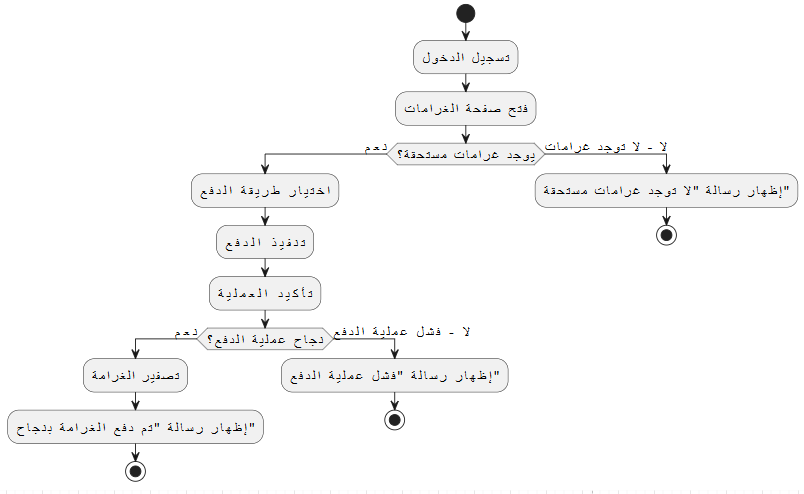 تسجيل الدخول
فتح صفحة الغرامات
يوجد غرامات مستحقة؟
نعم
لا - لا توجد غرامات
إظهار رسالة "لا توجد غرامات مستحقة"
اختيار طريقة الدفع
تنفيذ الدفع
تأكيد العملية
نجاح عملية الدفع؟
نعم
لا - فشل عملية الدفع
إظهار رسالة "فشل عملية الدفع"
تصفير الغرامة
إظهار رسالة "تم دفع الغرامة بنجاح"